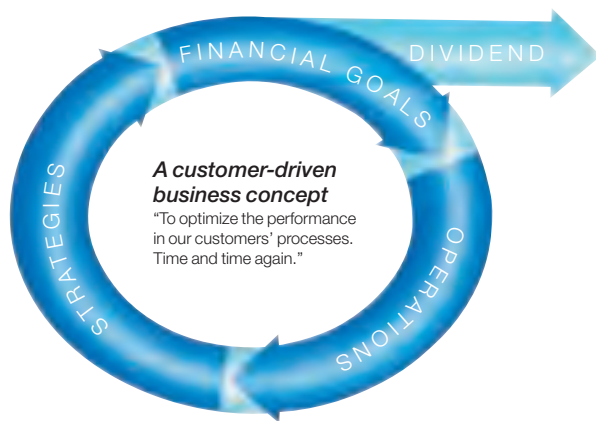 FINANCIAL GOALS
DIVIDEND
STRATEGIES
A customer-driven
business concept
“To optimize the performance
in our customers’ processes.
Time and time again.”
OPERATIONS